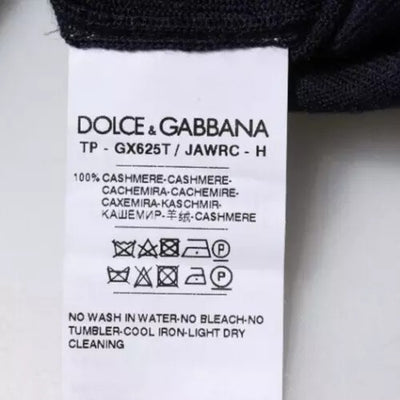 DOLCE & GABBANA
TP - GX625T / JAWRC - H
100% CASHMERE-CASHMERE-
CACHEMIRA-CACHEMIRE-
CAXEMIRA-KASCHMIR-
КАШЕМИР-羊绒-CASHMERE
P
P
NO WASH IN WATER-NO BLEACH-NO
TUMBLER-COOL IRON-LIGHT DRY
CLEANING